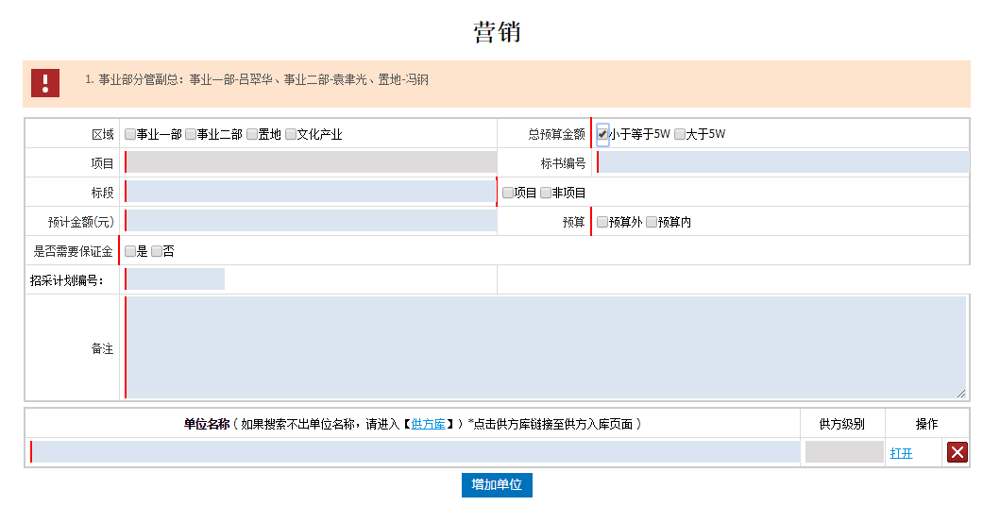 营销
1. 事业部分管副总：事业一部-吕翠华、事业二部-袁聿光、置地-冯钢
区域 事业一部 事业二部 置地 文化产业 总预算金额 小于等于5W 大于5W
项目 标书编号
标段 项目 非项目
预计金额(元) 预算 预算外 预算内
是否需要保证金 是 否
招采计划编号：
备注
单位名称（如果搜索不出单位名称，请进入【供方库】）*点击供方库链接至供方入库页面） 供方级别 操作
打开
增加单位